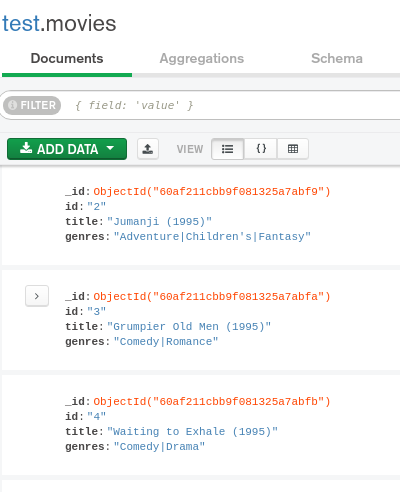 test.movies
Documents Aggregations Schema
FILTER { field: 'value' }
ADD DATA VIEW {}
_id: ObjectId("60af211cbb9f081325a7abf9")
id: "2"
title: "Jumanji (1995)"
genres: "Adventure|Children's|Fantasy"
_id: ObjectId("60af211cbb9f081325a7abfa")
id: "3"
title: "Grumpier Old Men (1995)"
genres: "Comedy|Romance"
_id: ObjectId("60af211cbb9f081325a7abfb")
id: "4"
title: "Waiting to Exhale (1995)"
genres: "Comedy|Drama"